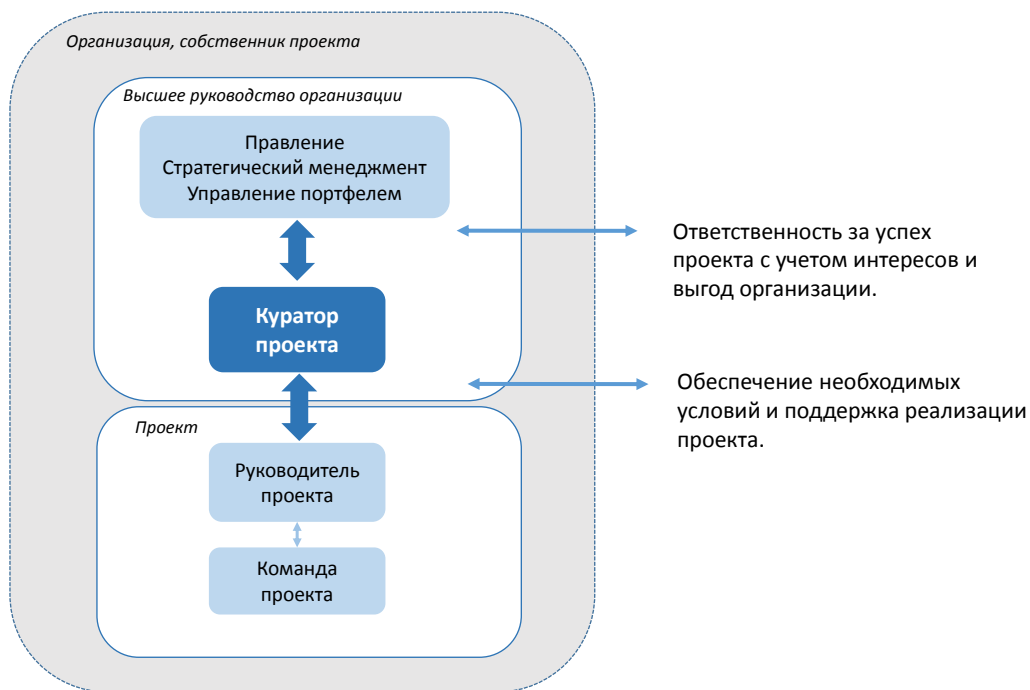 Организация, собственник проекта
Высшее руководство организации
Правление
Стратегический менеджмент
Управление портфелем
Ответственность за успех
проекта с учетом интересов и
выгод организации.
Куратор
проекта
Обеспечение необходимых
условий и поддержка реализации
проекта.
Проект
Руководитель
проекта
Команда
проекта